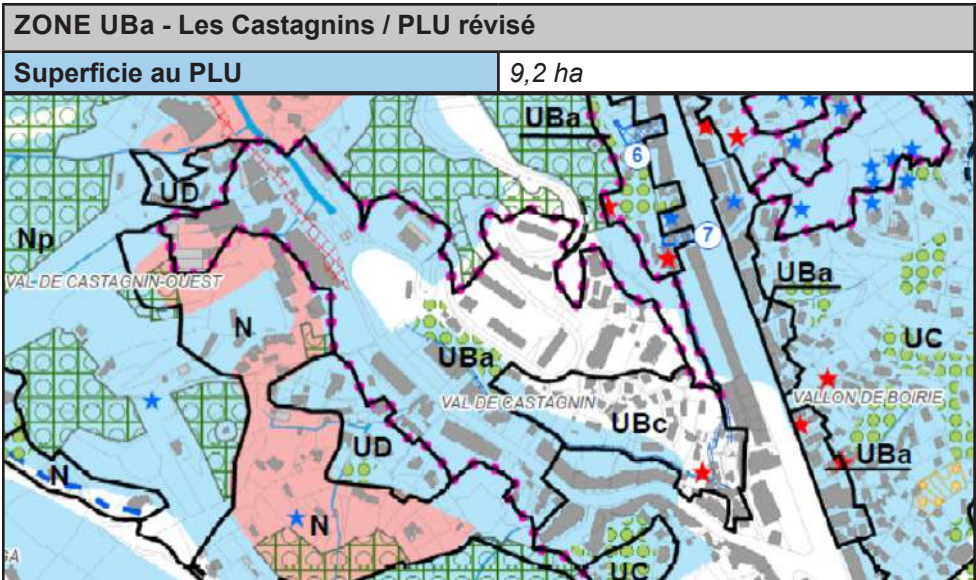 ZONE UBa - Les Castagnins / PLU révisé
Superficie au PLU 9,2 ha
UBa
6
UD
Np
7
VAL DE CASTAGNIN-OUEST
UBa
N
UC
UBa
VAL DE CASTAGNIN
VALLON DE BOIRIE
UBc
UD
UBa
N
N
GA
UC